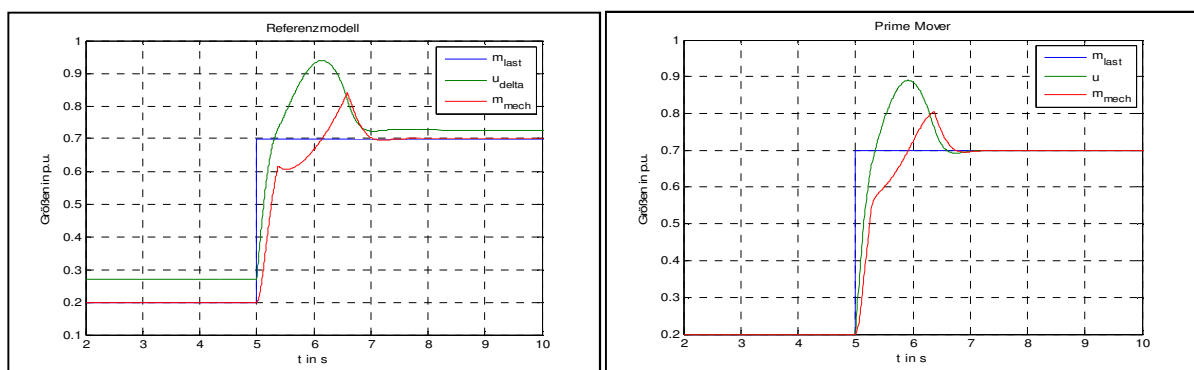 Referenzmodell
Größen in p.u.
1
0.9
0.8
0.7
0.6
0.5
0.4
0.3
0.2
0.1
2 3 4 5 6 7 8 9 10
t in s
m_last
u_delta
m_mech
Prime Mover
Größen in p.u.
1
0.9
0.8
0.7
0.6
0.5
0.4
0.3
0.2
2 3 4 5 6 7 8 9 10
t in s
m_last
u
m_mech